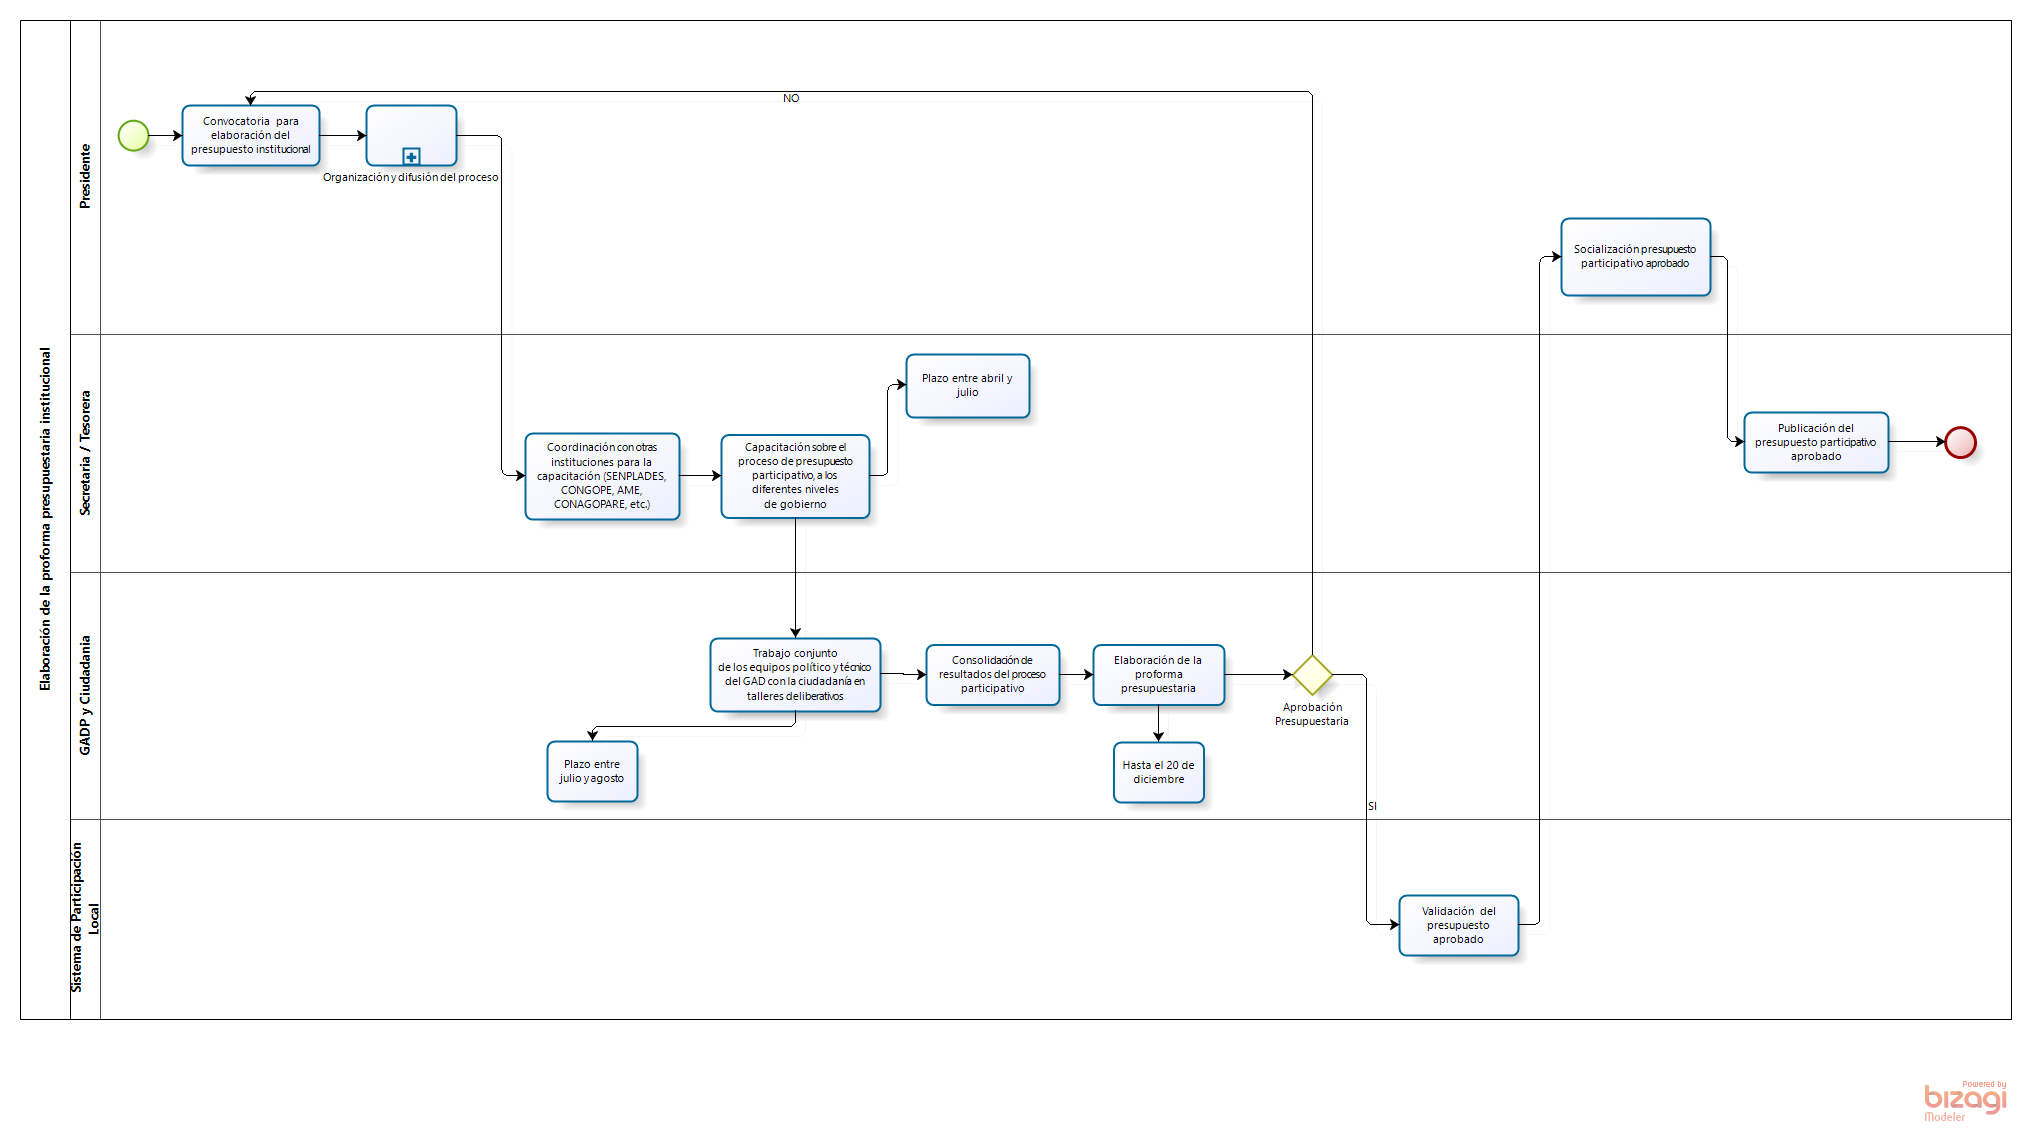 Elaboración de la proforma presupuestaria institucional
Presidente
NO
Convocatoria para
elaboración del
presupuesto institucional
Organización y difusión del proceso
Socialización presupuesto
participativo aprobado
Secretaria / Tesorera
Plazo entre abril y
julio
Coordinación con otras
instituciones para la
capacitación (SENPLADES,
CONGOPE, AME,
CONAGOPARE, etc.)
Capacitación sobre el
proceso de presupuesto
participativo, a los
diferentes niveles
de gobierno
Publicación del
presupuesto participativo
aprobado
GADP y Ciudadania
Trabajo conjunto
de los equipos político y técnico
del GAD con la ciudadanía en
talleres deliberativos
Consolidación de
resultados del proceso
participativo
Elaboración de la
proforma
presupuestaria
Aprobación
Presupuestaria
Plazo entre
julio y agosto
Hasta el 20 de
diciembre
SI
Sistema de Participación
Local
Validación del
presupuesto
aprobado
Powered by
bizagi
Modeler